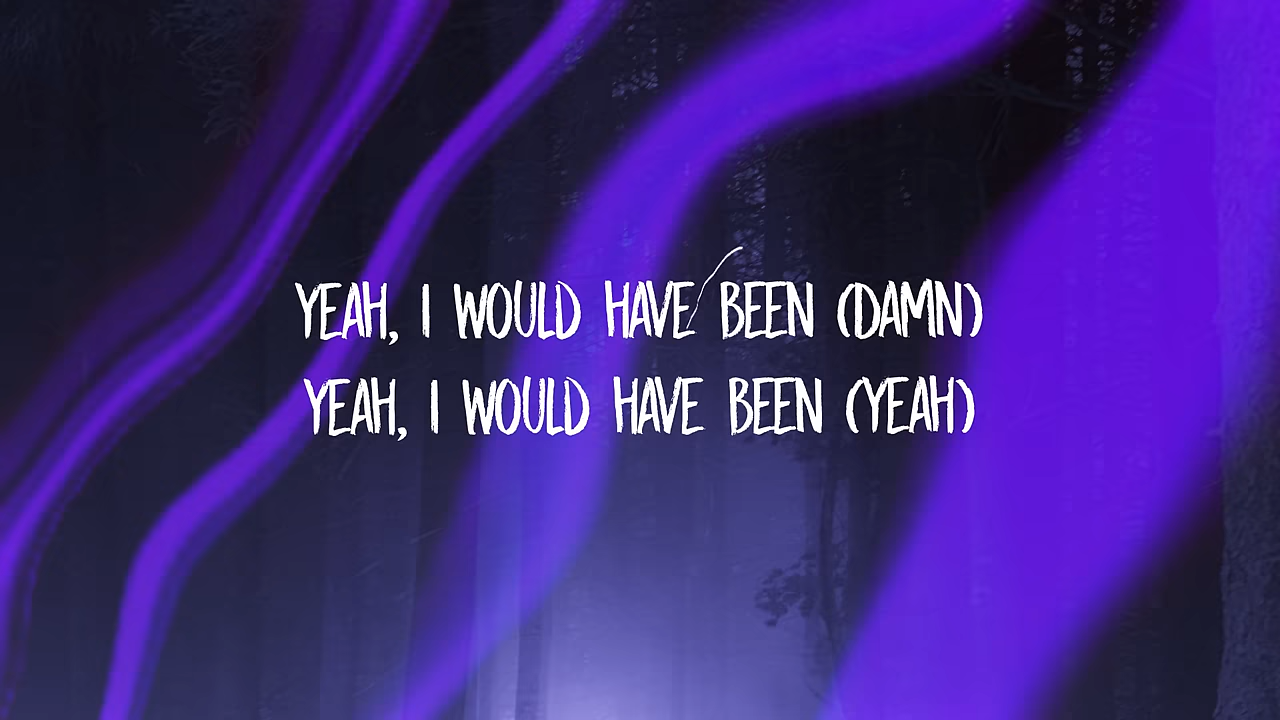 YEAH, I WOULD HAVE BEEN (DAMN)
YEAH, I WOULD HAVE BEEN (YEAH)